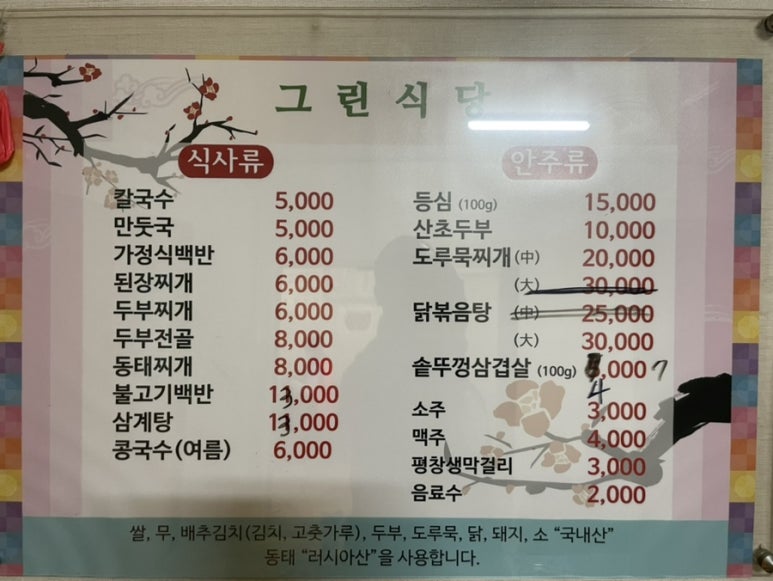 그린식당
식사류
칼국수 5,000
만둣국 5,000
가정식백반 6,000
된장찌개 6,000
두부찌개 6,000
두부전골 8,000
동태찌개 8,000
불고기백반 13,000
삼계탕 13,000
콩국수(여름) 6,000
안주류
등심 (100g) 15,000
산초두부 10,000
도루묵찌개 (中) 20,000
(大) 30,000
닭볶음탕 (中) 25,000
(大) 30,000
솥뚜껑삼겹살 (100g) ,000 7
4
소주 3,000
맥주 4,000
평창생막걸리 3,000
음료수 2,000
쌀, 무, 배추김치(김치, 고춧가루), 두부, 도루묵, 닭, 돼지, 소 “국내산”
동태 “러시아산”을 사용합니다.